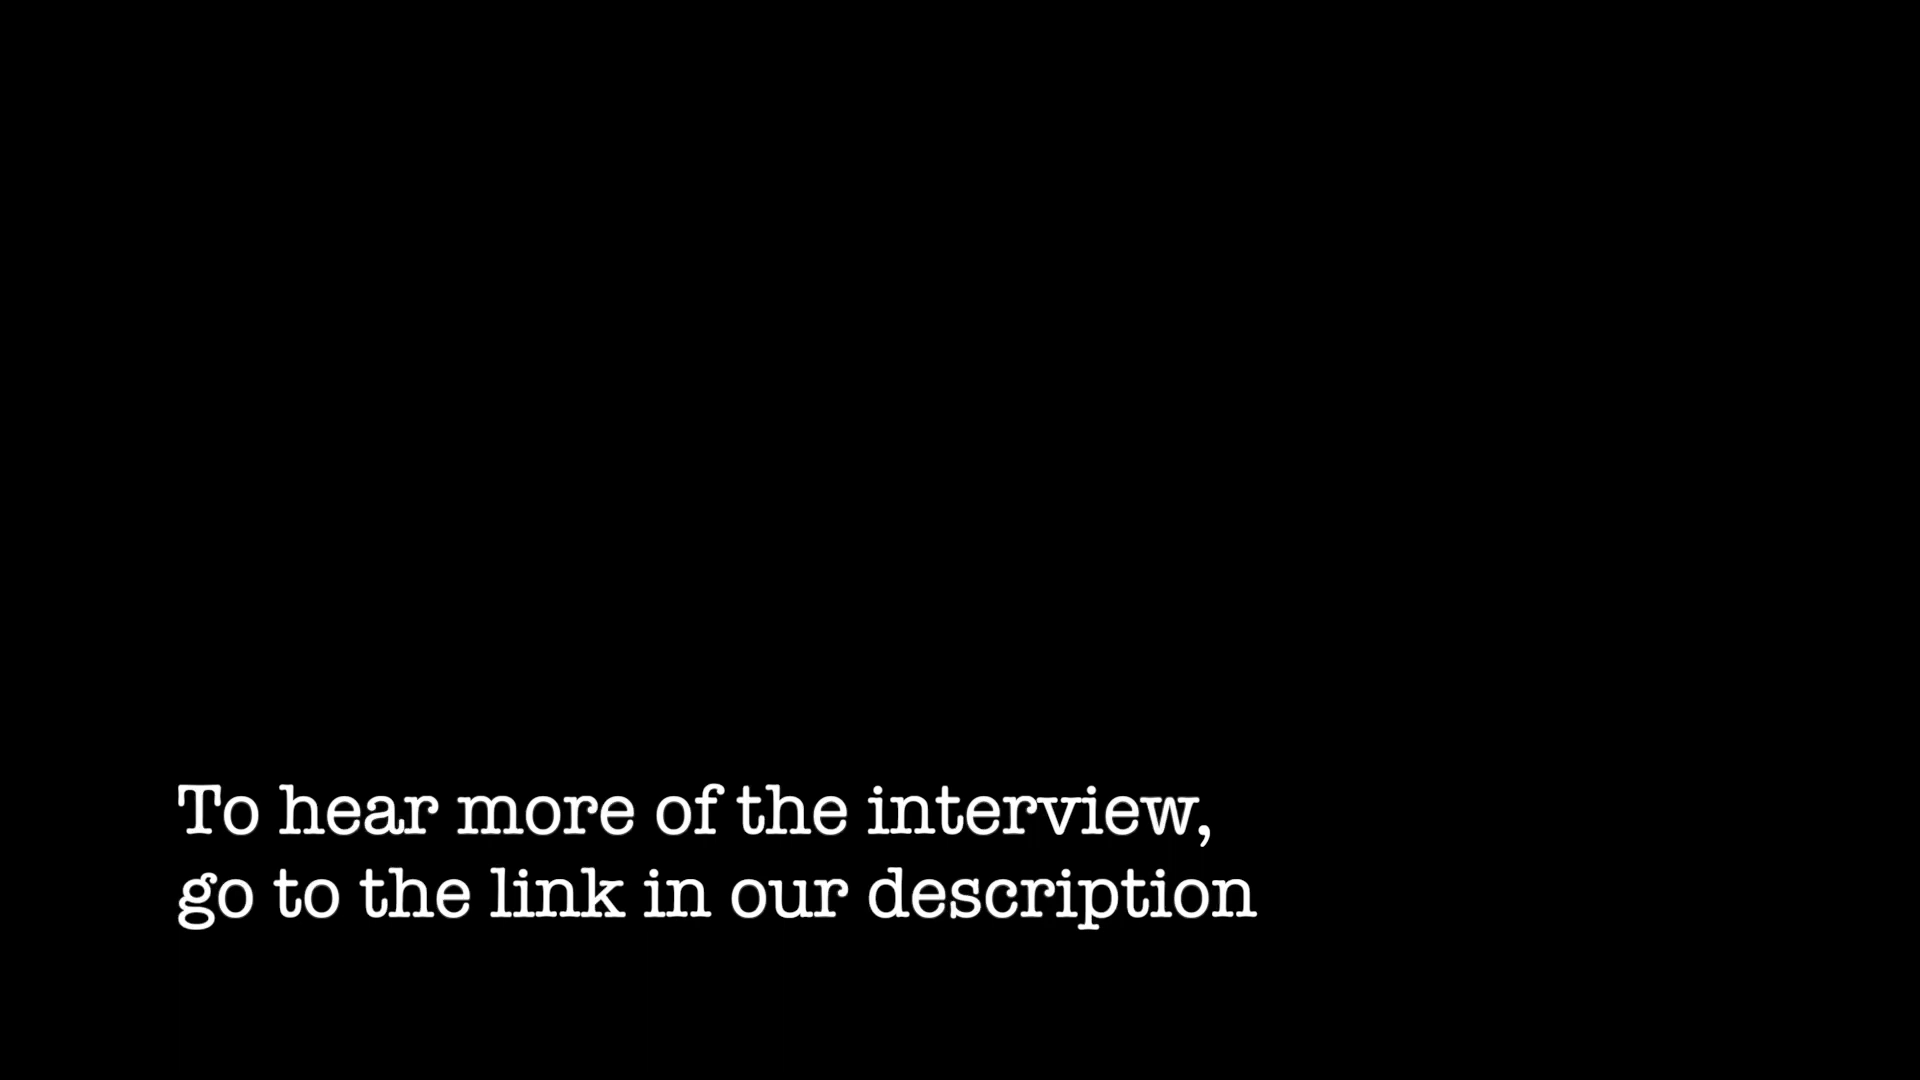 To hear more of the interview,
go to the link in our description